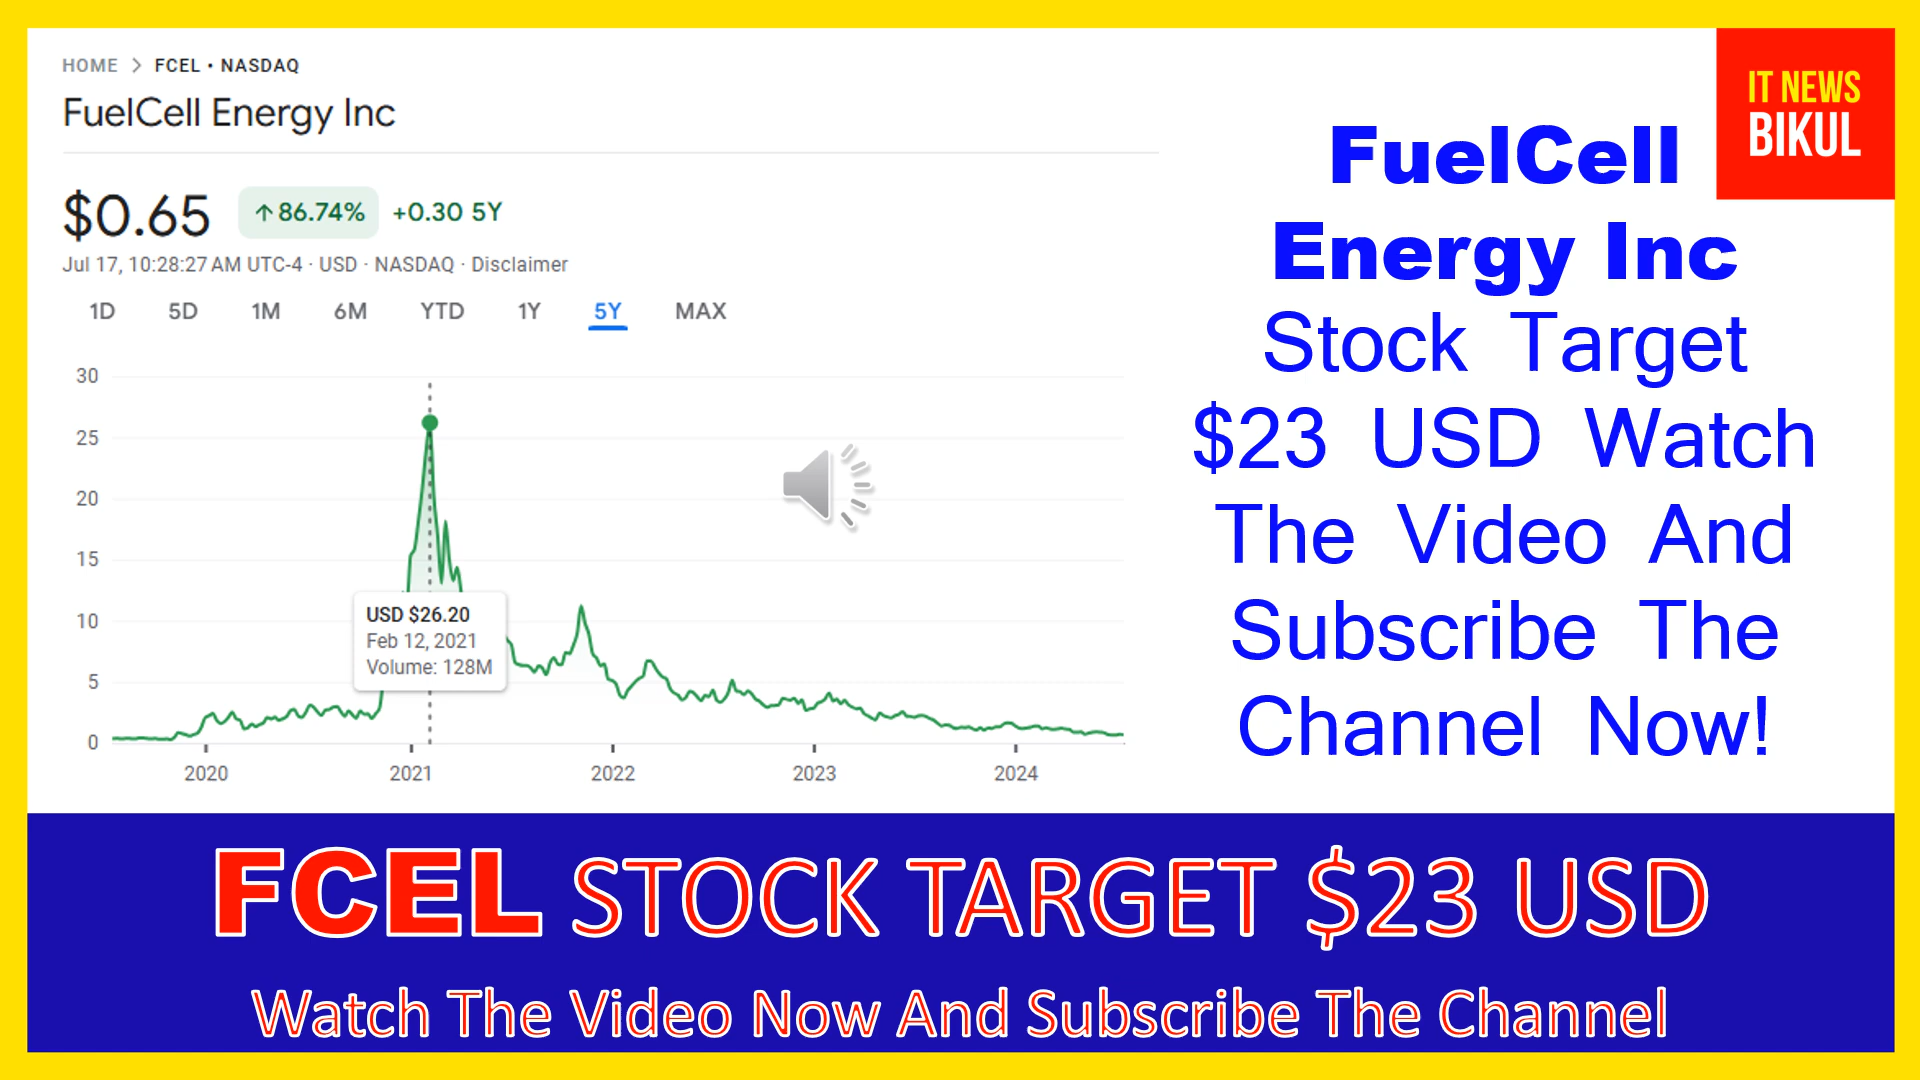 HOME > FCEL • NASDAQ
FuelCell Energy Inc
$0.65 ↑86.74% +0.30 5Y
Jul 17, 10:28:27 AM UTC-4 · USD · NASDAQ · Disclaimer
1D 5D 1M 6M YTD 1Y 5Y MAX
30
25
20
15
10
5
0
USD $26.20
Feb 12, 2021
Volume: 128M
2020 2021 2022 2023 2024
IT NEWS
BIKUL
FuelCell
Energy Inc
Stock Target
$23 USD Watch
The Video And
Subscribe The
Channel Now!
FCEL STOCK TARGET $23 USD
Watch The Video Now And Subscribe The Channel